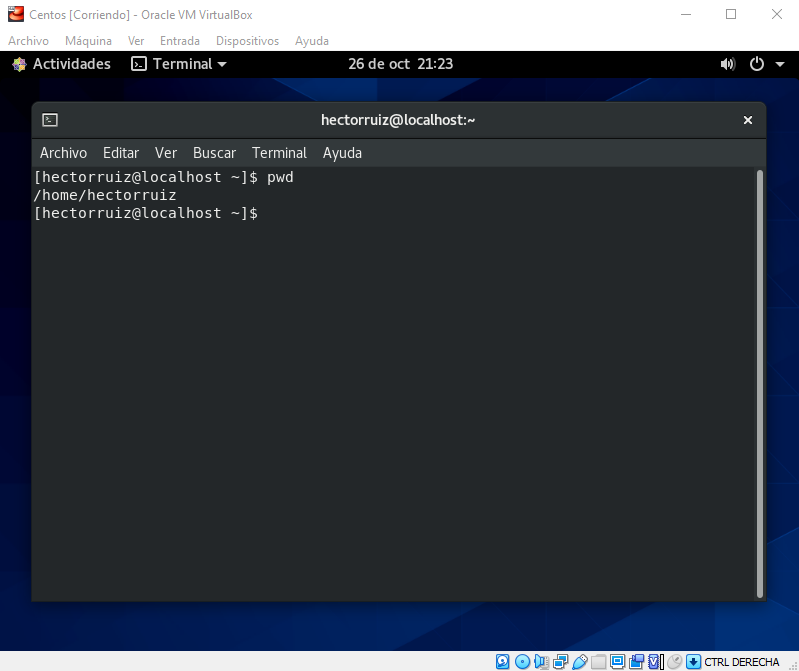 Centos [Corriendo] - Oracle VM VirtualBox
Archivo Máquina Ver Entrada Dispositivos Ayuda
Actividades Terminal 26 de oct 21:23
hectorruiz@localhost:~
Archivo Editar Ver Buscar Terminal Ayuda
[hectorruiz@localhost ~]$ pwd
/home/hectorruiz
[hectorruiz@localhost ~]$
CTRL DERECHA